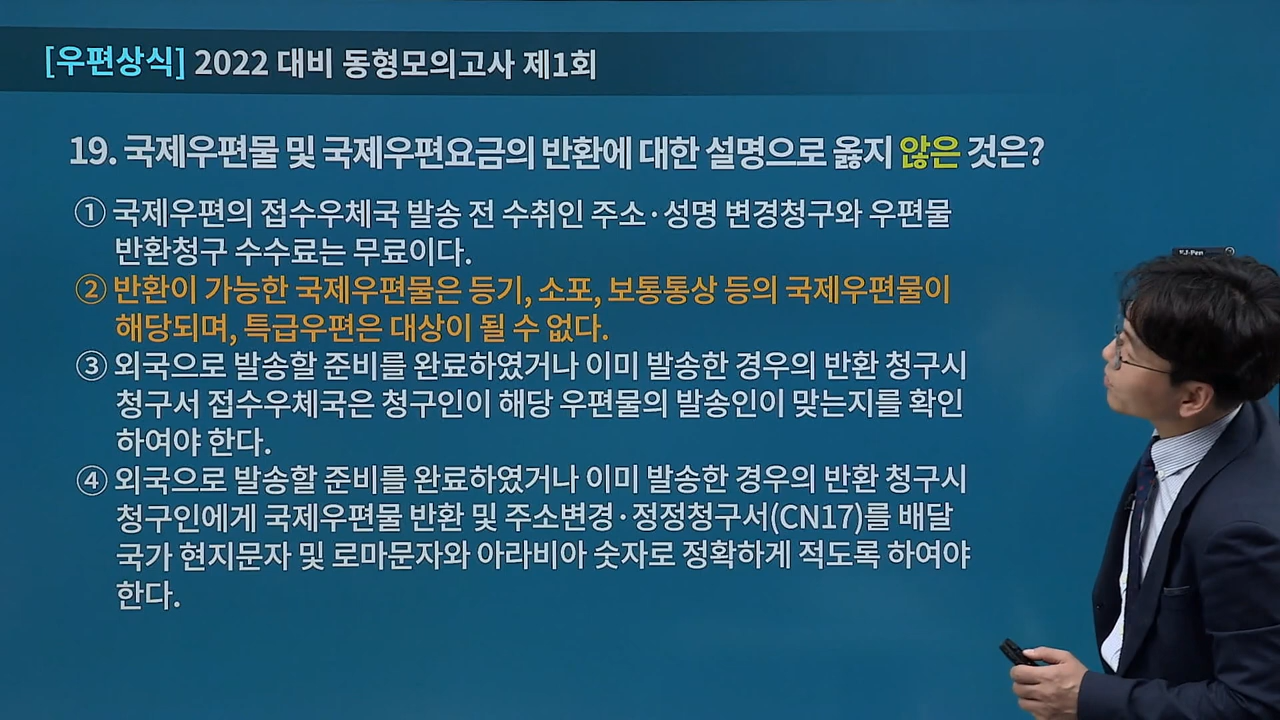 [우편상식] 2022 대비 동형모의고사 제1회
19. 국제우편물 및 국제우편요금의 반환에 대한 설명으로 옳지 않은 것은?
① 국제우편의 접수우체국 발송 전 수취인 주소·성명 변경청구와 우편물
반환청구 수수료는 무료이다.
② 반환이 가능한 국제우편물은 등기, 소포, 보통통상 등의 국제우편물이
해당되며, 특급우편은 대상이 될 수 없다.
③ 외국으로 발송할 준비를 완료하였거나 이미 발송한 경우의 반환 청구시
청구서 접수우체국은 청구인이 해당 우편물의 발송인이 맞는지를 확인
하여야 한다.
④ 외국으로 발송할 준비를 완료하였거나 이미 발송한 경우의 반환 청구시
청구인에게 국제우편물 반환 및 주소변경·정정청구서(CN17)를 배달
국가 현지문자 및 로마문자와 아라비아 숫자로 정확하게 적도록 하여야
한다.